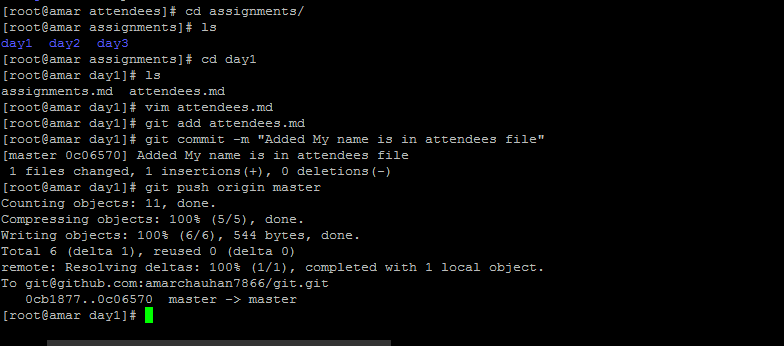 [root@amar attendees]# cd assignments/
[root@amar assignments]# ls
day1  day2  day3
[root@amar assignments]# cd day1
[root@amar day1]# ls
assignments.md  attendees.md
[root@amar day1]# vim attendees.md
[root@amar day1]# git add attendees.md
[root@amar day1]# git commit -m "Added My name is in attendees file"
[master 0c06570] Added My name is in attendees file
 1 files changed, 1 insertions(+), 0 deletions(-)
[root@amar day1]# git push origin master
Counting objects: 11, done.
Compressing objects: 100% (5/5), done.
Writing objects: 100% (6/6), 544 bytes, done.
Total 6 (delta 1), reused 0 (delta 0)
remote: Resolving deltas: 100% (1/1), completed with 1 local object.
To git@github.com:amarchauhan7866/git.git
   0cb1877..0c06570  master -> master
[root@amar day1]#